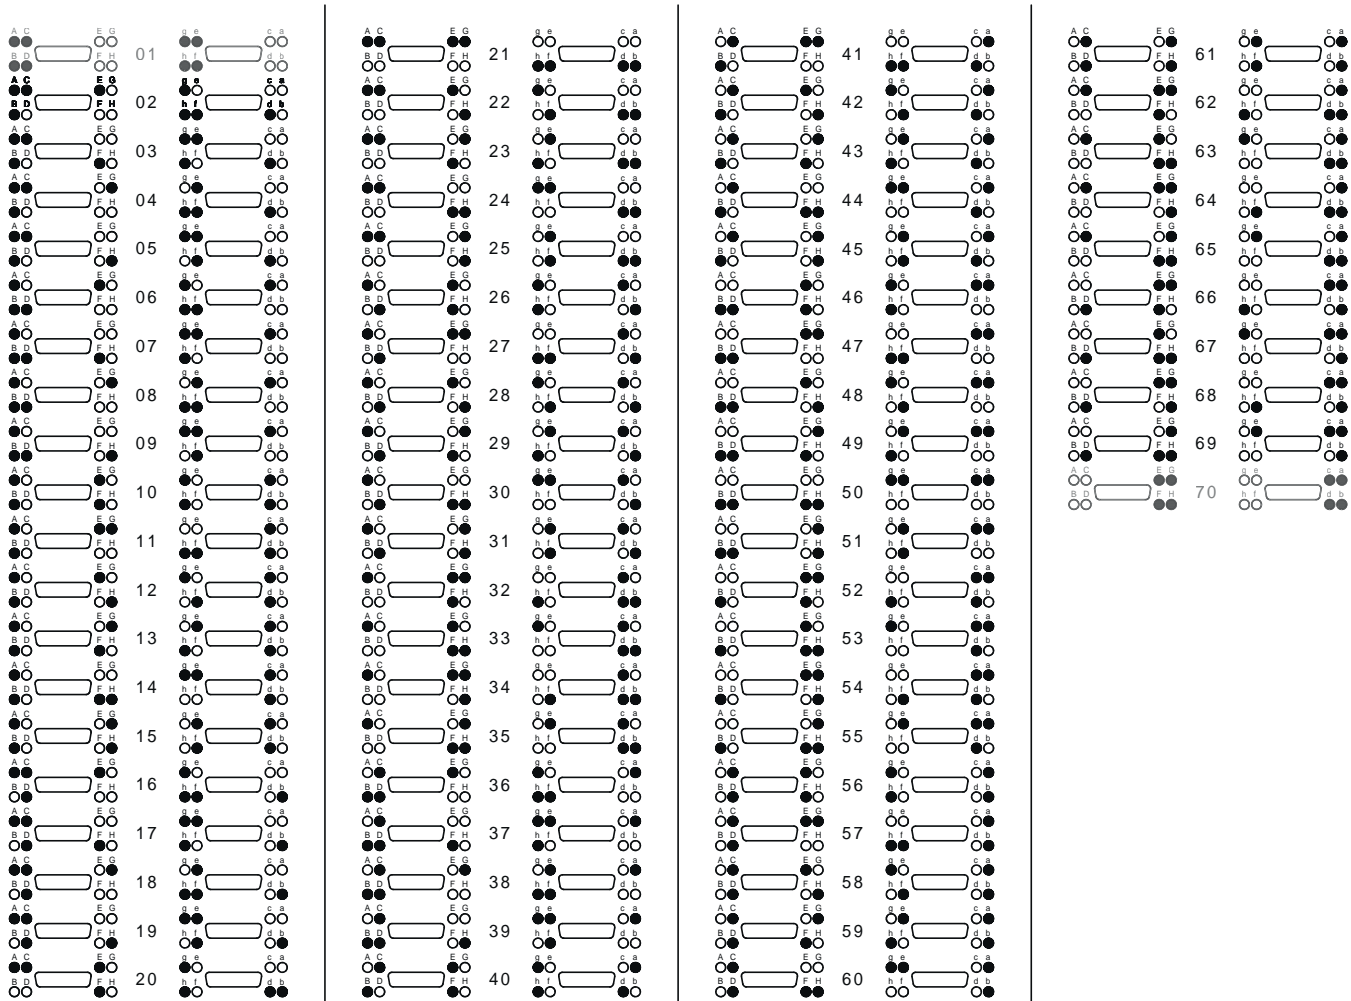 A C E G g e c a
B D F H 01 h f d b
A C E G g e c a
B D F H 02 h f d b
A C E G g e c a
B D F H 03 h f d b
A C E G g e c a
B D F H 04 h f d b
A C E G g e c a
B D F H 05 h f d b
A C E G g e c a
B D F H 06 h f d b
A C E G g e c a
B D F H 07 h f d b
A C E G g e c a
B D F H 08 h f d b
A C E G g e c a
B D F H 09 h f d b
A C E G g e c a
B D F H 10 h f d b
A C E G g e c a
B D F H 11 h f d b
A C E G g e c a
B D F H 12 h f d b
A C E G g e c a
B D F H 13 h f d b
A C E G g e c a
B D F H 14 h f d b
A C E G g e c a
B D F H 15 h f d b
A C E G g e c a
B D F H 16 h f d b
A C E G g e c a
B D F H 17 h f d b
A C E G g e c a
B D F H 18 h f d b
A C E G g e c a
B D F H 19 h f d b
A C E G g e c a
B D F H 20 h f d b
A C E G g e c a
B D F H 21 h f d b
A C E G g e c a
B D F H 22 h f d b
A C E G g e c a
B D F H 23 h f d b
A C E G g e c a
B D F H 24 h f d b
A C E G g e c a
B D F H 25 h f d b
A C E G g e c a
B D F H 26 h f d b
A C E G g e c a
B D F H 27 h f d b
A C E G g e c a
B D F H 28 h f d b
A C E G g e c a
B D F H 29 h f d b
A C E G g e c a
B D F H 30 h f d b
A C E G g e c a
B D F H 31 h f d b
A C E G g e c a
B D F H 32 h f d b
A C E G g e c a
B D F H 33 h f d b
A C E G g e c a
B D F H 34 h f d b
A C E G g e c a
B D F H 35 h f d b
A C E G g e c a
B D F H 36 h f d b
A C E G g e c a
B D F H 37 h f d b
A C E G g e c a
B D F H 38 h f d b
A C E G g e c a
B D F H 39 h f d b
A C E G g e c a
B D F H 40 h f d b
A C E G g e c a
B D F H 41 h f d b
A C E G g e c a
B D F H 42 h f d b
A C E G g e c a
B D F H 43 h f d b
A C E G g e c a
B D F H 44 h f d b
A C E G g e c a
B D F H 45 h f d b
A C E G g e c a
B D F H 46 h f d b
A C E G g e c a
B D F H 47 h f d b
A C E G g e c a
B D F H 48 h f d b
A C E G g e c a
B D F H 49 h f d b
A C E G g e c a
B D F H 50 h f d b
A C E G g e c a
B D F H 51 h f d b
A C E G g e c a
B D F H 52 h f d b
A C E G g e c a
B D F H 53 h f d b
A C E G g e c a
B D F H 54 h f d b
A C E G g e c a
B D F H 55 h f d b
A C E G g e c a
B D F H 56 h f d b
A C E G g e c a
B D F H 57 h f d b
A C E G g e c a
B D F H 58 h f d b
A C E G g e c a
B D F H 59 h f d b
A C E G g e c a
B D F H 60 h f d b
A C E G g e c a
B D F H 61 h f d b
A C E G g e c a
B D F H 62 h f d b
A C E G g e c a
B D F H 63 h f d b
A C E G g e c a
B D F H 64 h f d b
A C E G g e c a
B D F H 65 h f d b
A C E G g e c a
B D F H 66 h f d b
A C E G g e c a
B D F H 67 h f d b
A C E G g e c a
B D F H 68 h f d b
A C E G g e c a
B D F H 69 h f d b
A C E G g e c a
B D F H 70 h f d b